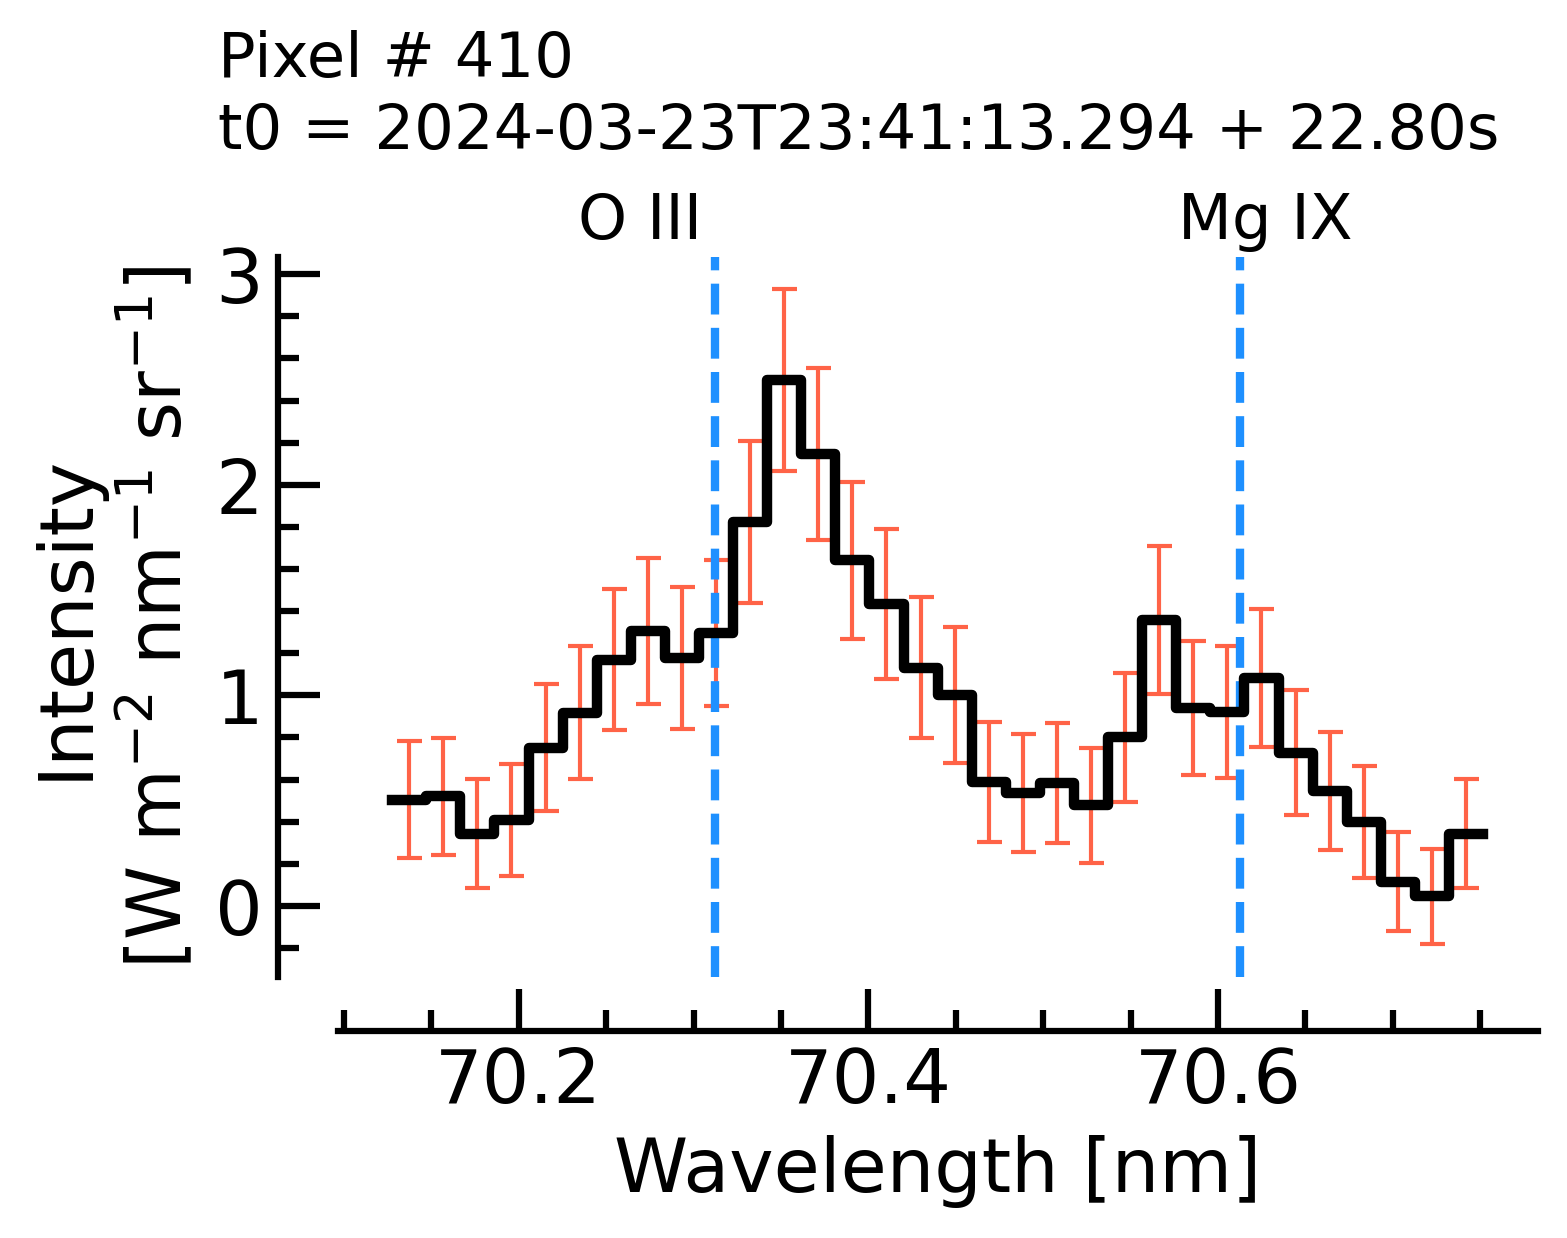 Pixel # 410
t0 = 2024-03-23T23:41:13.294 + 22.80s
O III
Mg IX
Intensity
[W m⁻² nm⁻¹ sr⁻¹]
3
2
1
0
70.2
70.4
70.6
Wavelength [nm]